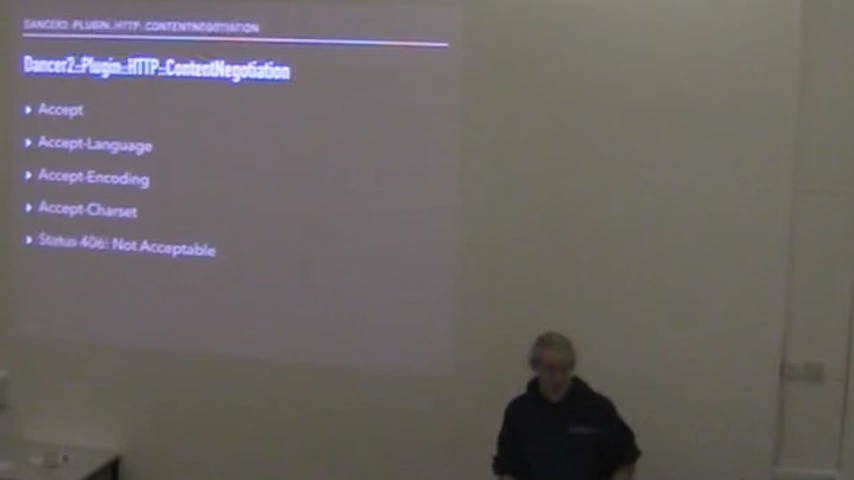 DANCER2::PLUGIN::HTTP::CONTENTNEGOTIATION
Dancer2::Plugin::HTTP::ContentNegotiation
Accept
Accept-Language
Accept-Encoding
Accept-Charset
Status 406: Not Acceptable